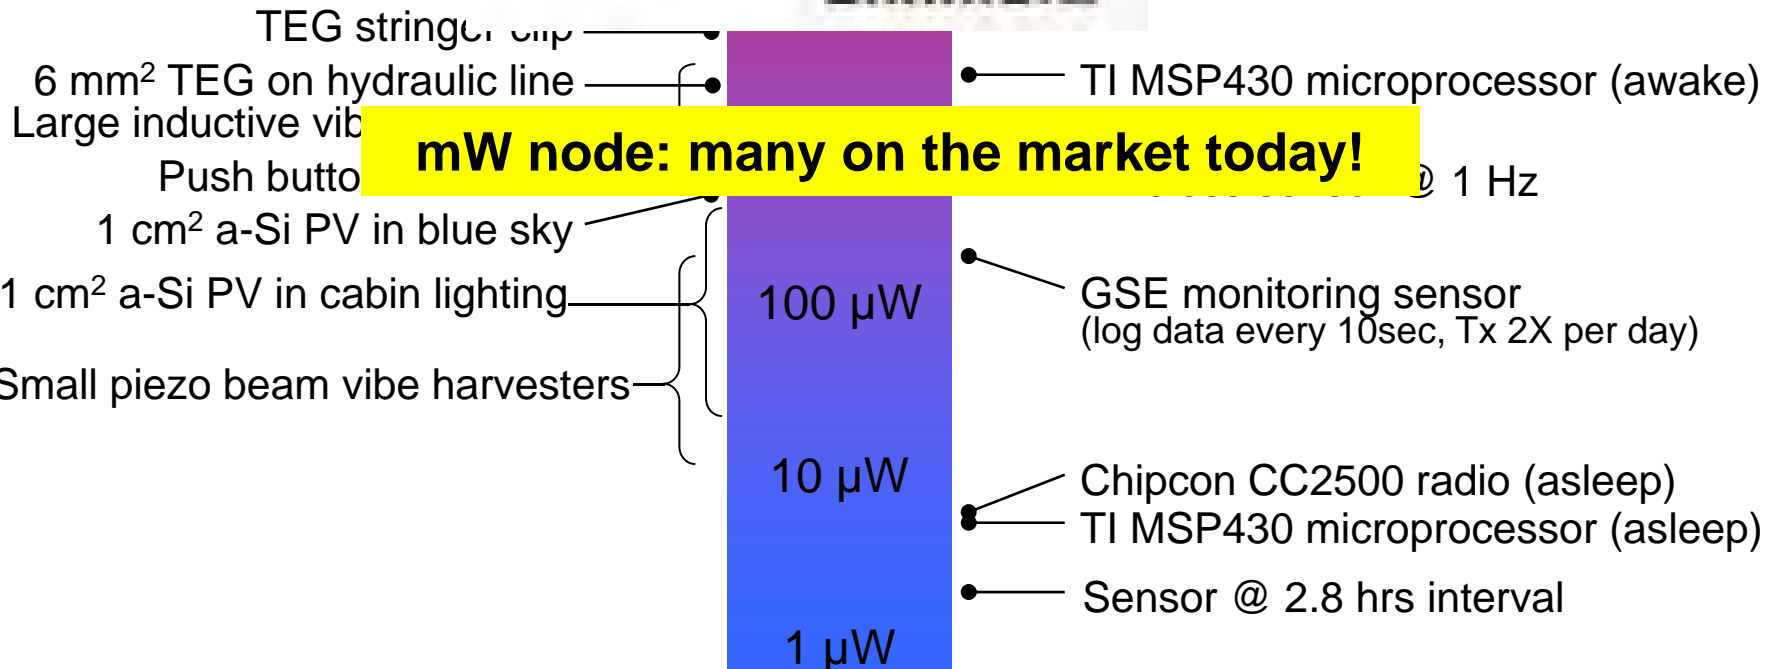 TEG stringer clip
6 mm² TEG on hydraulic line
Large inductive
Push
1 cm² a-Si PV in blue sky
1 cm² a-Si PV in cabin lighting
Small piezo beam vibe harvesters
mW node: many on the market today!
100 µW
10 µW
1 µW
TI MSP430 microprocessor (awake)
@ 1 Hz
GSE monitoring sensor
(log data every 10sec, Tx 2X per day)
Chipcon CC2500 radio (asleep)
TI MSP430 microprocessor (asleep)
Sensor @ 2.8 hrs interval